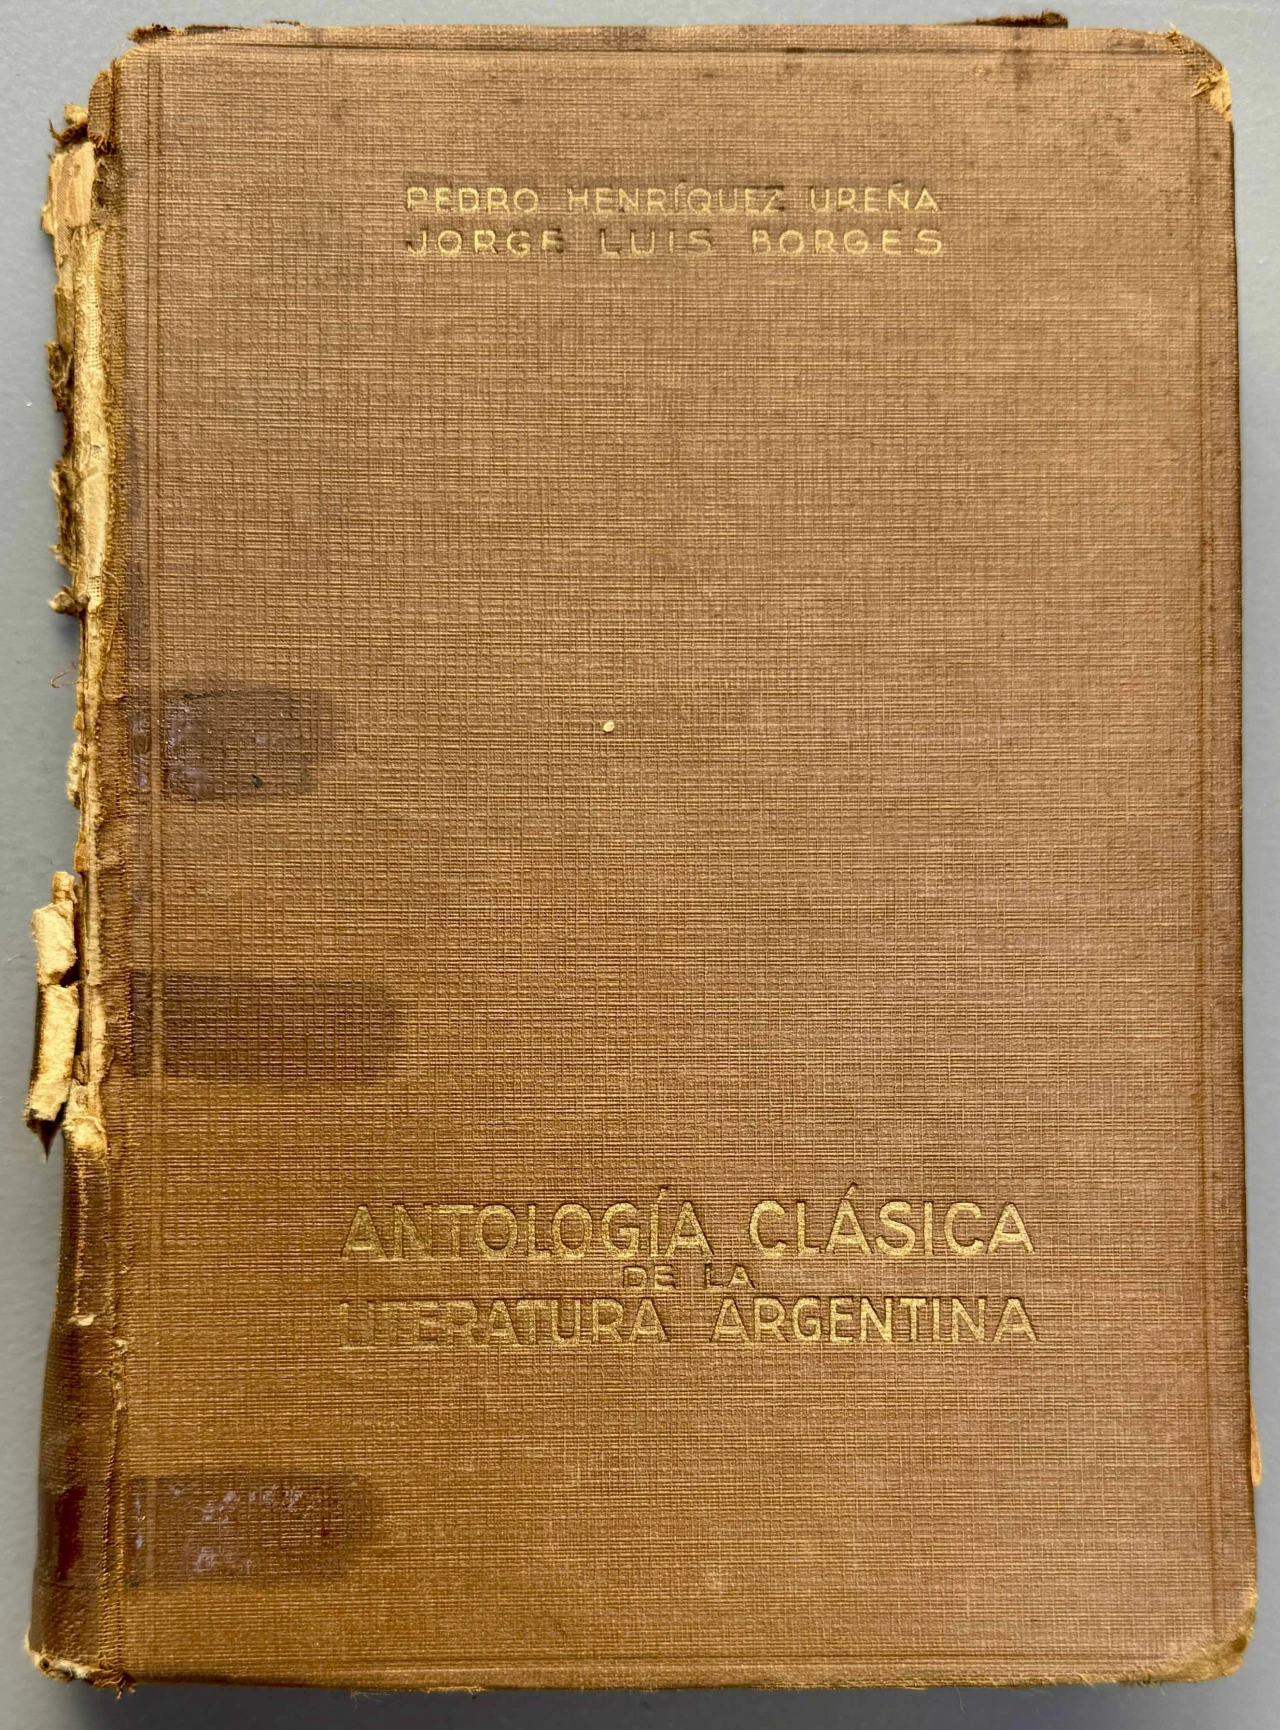 PEDRO HENRÍQUEZ UREÑA
JORGE LUIS BORGES
ANTOLOGÍA CLÁSICA
DE LA
LITERATURA ARGENTINA